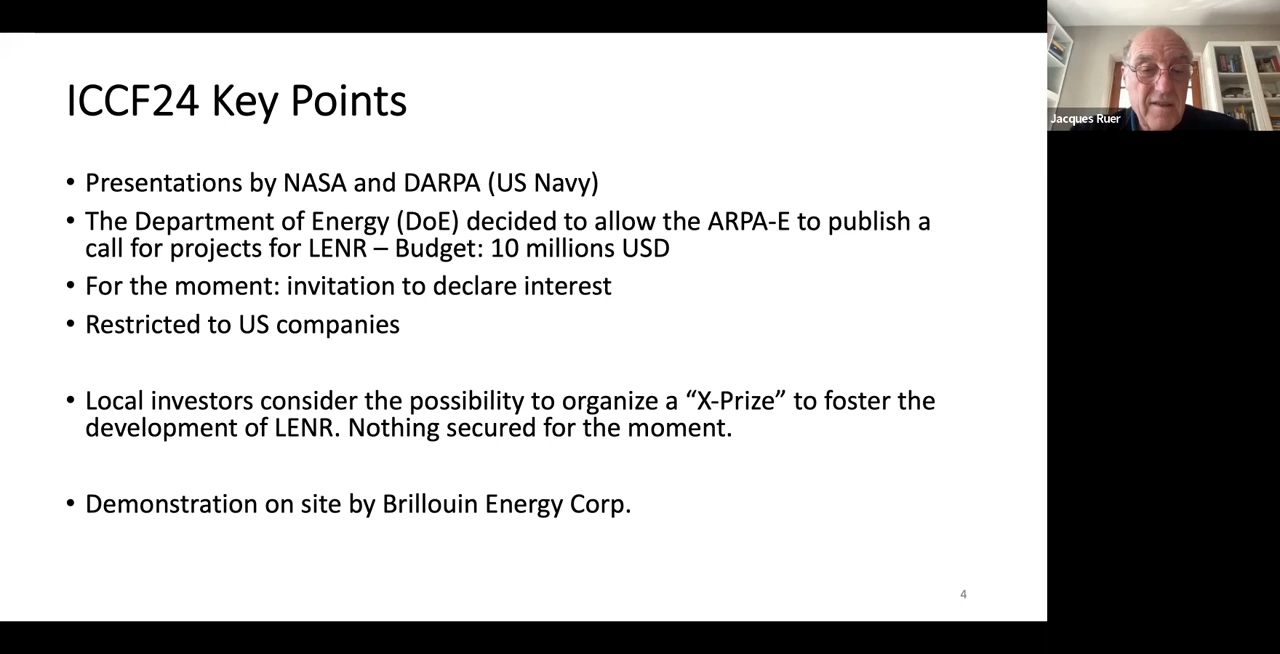 ICCF24 Key Points
• Presentations by NASA and DARPA (US Navy)
• The Department of Energy (DoE) decided to allow the ARPA-E to publish a
call for projects for LENR – Budget: 10 millions USD
• For the moment: invitation to declare interest
• Restricted to US companies
• Local investors consider the possibility to organize a “X-Prize” to foster the
development of LENR. Nothing secured for the moment.
• Demonstration on site by Brillouin Energy Corp.
4
Jacques Ruer